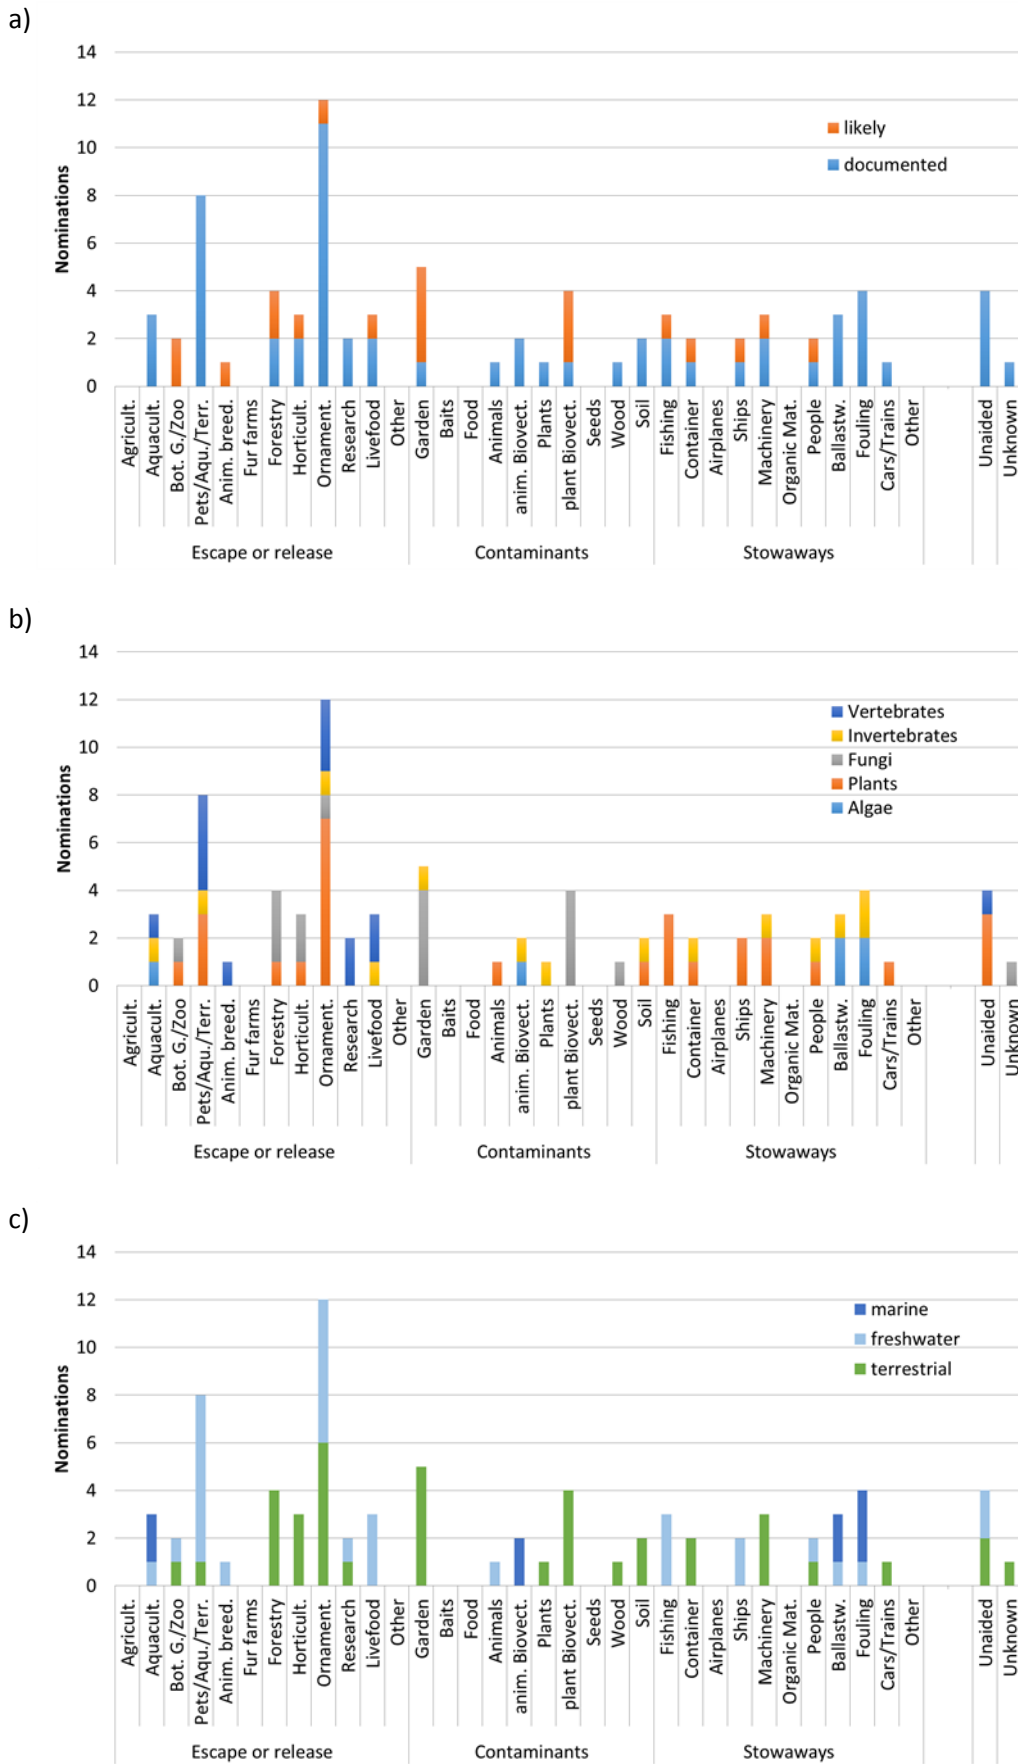 a)
14
12
10
8
6
4
2
0
Nominations
likely
documented
Agricult.
Aquacult.
Bot. G./Zoo
Pets/Aqu./Terr.
Anim. breed.
Fur farms
Forestry
Horticult.
Ornament.
Research
Livefood
Other
Garden
Baits
Food
Animals
anim. Biovect.
Plants
plant Biovect.
Seeds
Wood
Soil
Fishing
Container
Airplanes
Ships
Machinery
Organic Mat.
People
Ballastw.
Fouling
Cars/Trains
Other
Unaided
Unknown
Escape or release
Contaminants
Stowaways
b)
14
12
10
8
6
4
2
0
Nominations
Vertebrates
Invertebrates
Fungi
Plants
Algae
Agricult.
Aquacult.
Bot. G./Zoo
Pets/Aqu./Terr.
Anim. breed.
Fur farms
Forestry
Horticult.
Ornament.
Research
Livefood
Other
Garden
Baits
Food
Animals
anim. Biovect.
Plants
plant Biovect.
Seeds
Wood
Soil
Fishing
Container
Airplanes
Ships
Machinery
Organic Mat.
People
Ballastw.
Fouling
Cars/Trains
Other
Unaided
Unknown
Escape or release
Contaminants
Stowaways
c)
14
12
10
8
6
4
2
0
Nominations
marine
freshwater
terrestrial
Agricult.
Aquacult.
Bot. G./Zoo
Pets/Aqu./Terr.
Anim. breed.
Fur farms
Forestry
Horticult.
Ornament.
Research
Livefood
Other
Garden
Baits
Food
Animals
anim. Biovect.
Plants
plant Biovect.
Seeds
Wood
Soil
Fishing
Container
Airplanes
Ships
Machinery
Organic Mat.
People
Ballastw.
Fouling
Cars/Trains
Other
Unaided
Unknown
Escape or release
Contaminants
Stowaways